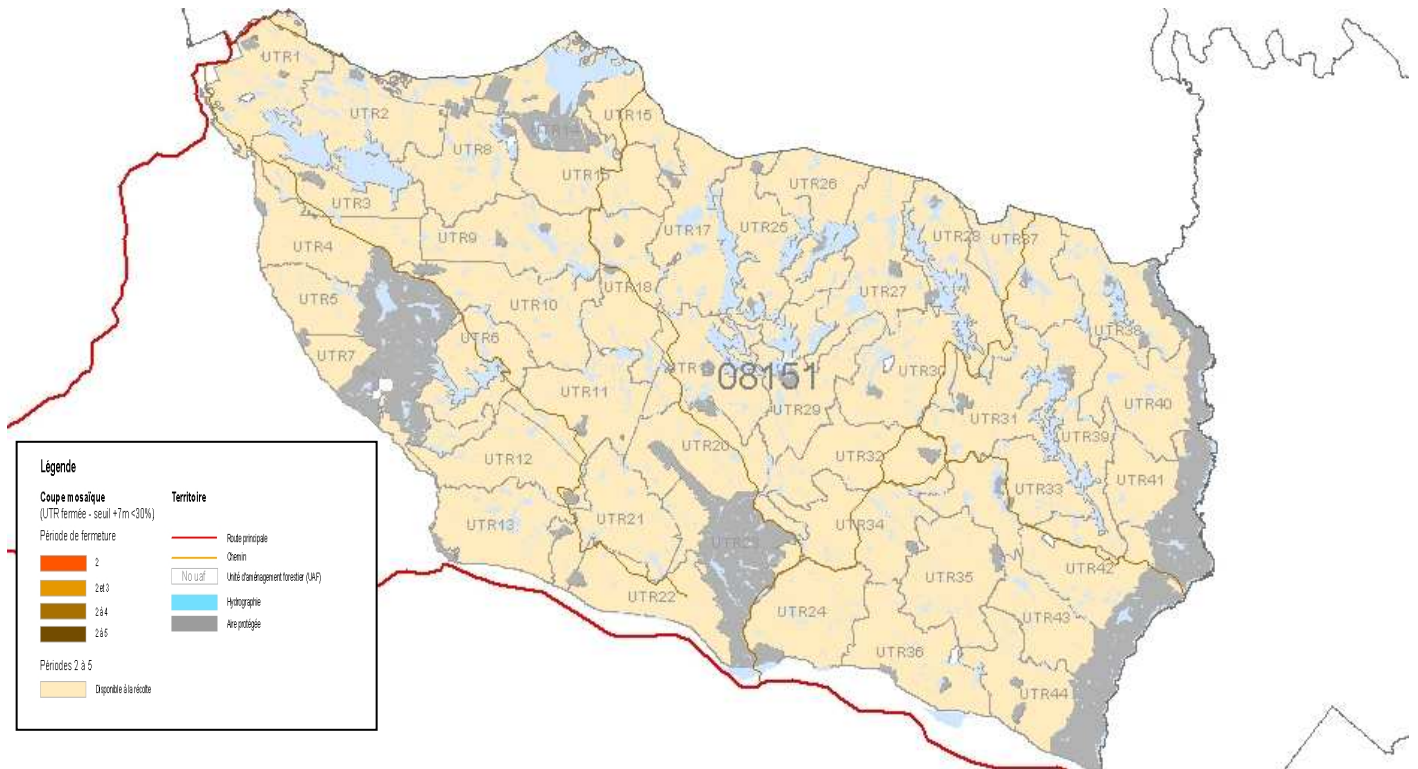 UTR1
UTR2
UTR15
UTR14
UTR8
UTR15
UTR26
UTR3
UTR9
UTR17
UTR25
UTR28
UTR37
UTR4
UTR5
UTR10
UTR18
UTR27
UTR38
UTR6
UTR7
08151
UTR30
UTR11
UTR29
UTR31
UTR40
UTR39
UTR20
UTR12
UTR32
UTR33
UTR41
UTR13
UTR21
UTR34
UTR23
UTR35
UTR42
UTR22
UTR24
UTR43
UTR36
UTR44
Légende
Coupe mosaïque
(UTR fermée - seuil +7m <30%)
Période de fermeture
2
2 et 3
2 à 4
2 à 5
Périodes 2 à 5
Disponible à la récolte
Territoire
Route principale
Chemin
No uaf
Unité d'aménagement forestier (UAF)
Hydrographie
Aire protégée